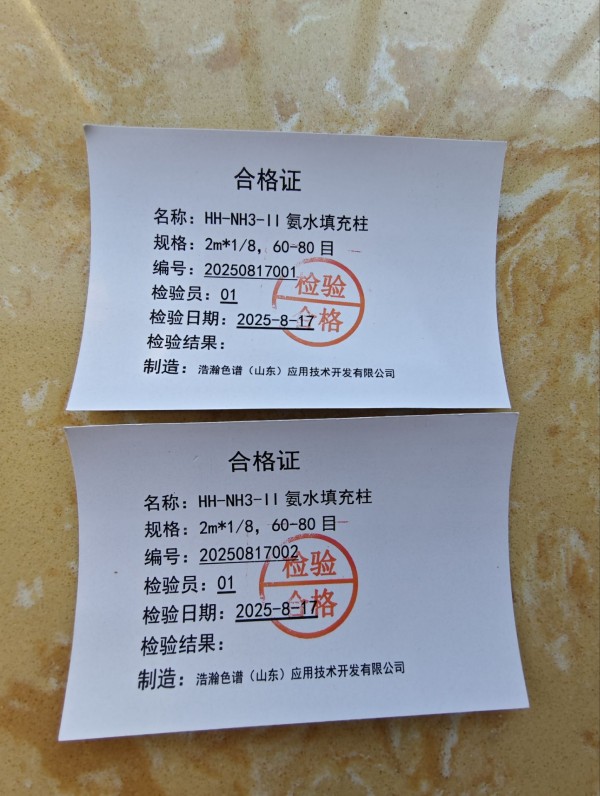 合格证
名称：HH-NH3-II 氨水填充柱
规格：2m*1/8，60-80 目
编号：20250817001
检验员：01
检验日期：2025-8-17
检验结果：
检验
合格
制造：浩瀚色谱（山东）应用技术开发有限公司
合格证
名称：HH-NH3-II 氨水填充柱
规格：2m*1/8，60-80 目
编号：20250817002
检验员：01
检验日期：2025-8-17
检验结果：
检验
合格
制造：浩瀚色谱（山东）应用技术开发有限公司